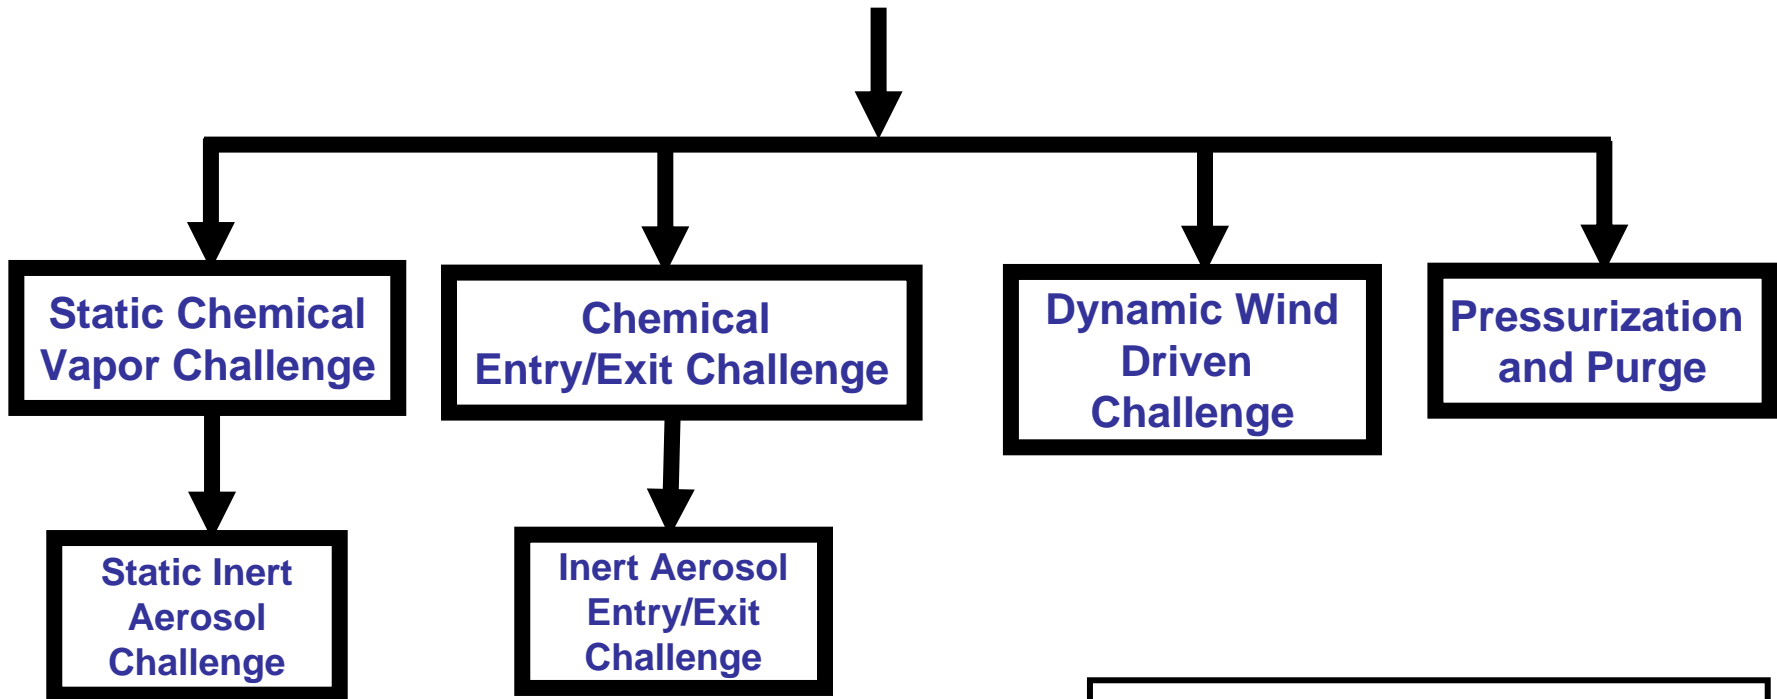 Static Chemical
Vapor Challenge
Chemical
Entry/Exit Challenge
Dynamic Wind
Driven
Challenge
Pressurization
and Purge
Static Inert
Aerosol
Challenge
Inert Aerosol
Entry/Exit
Challenge